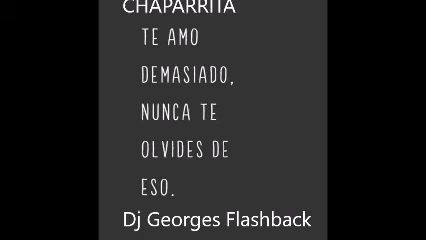 CHAPARRITA
TE AMO
DEMASIADO,
NUNCA TE
OLVIDES DE
ESO.
Dj Georges Flashback